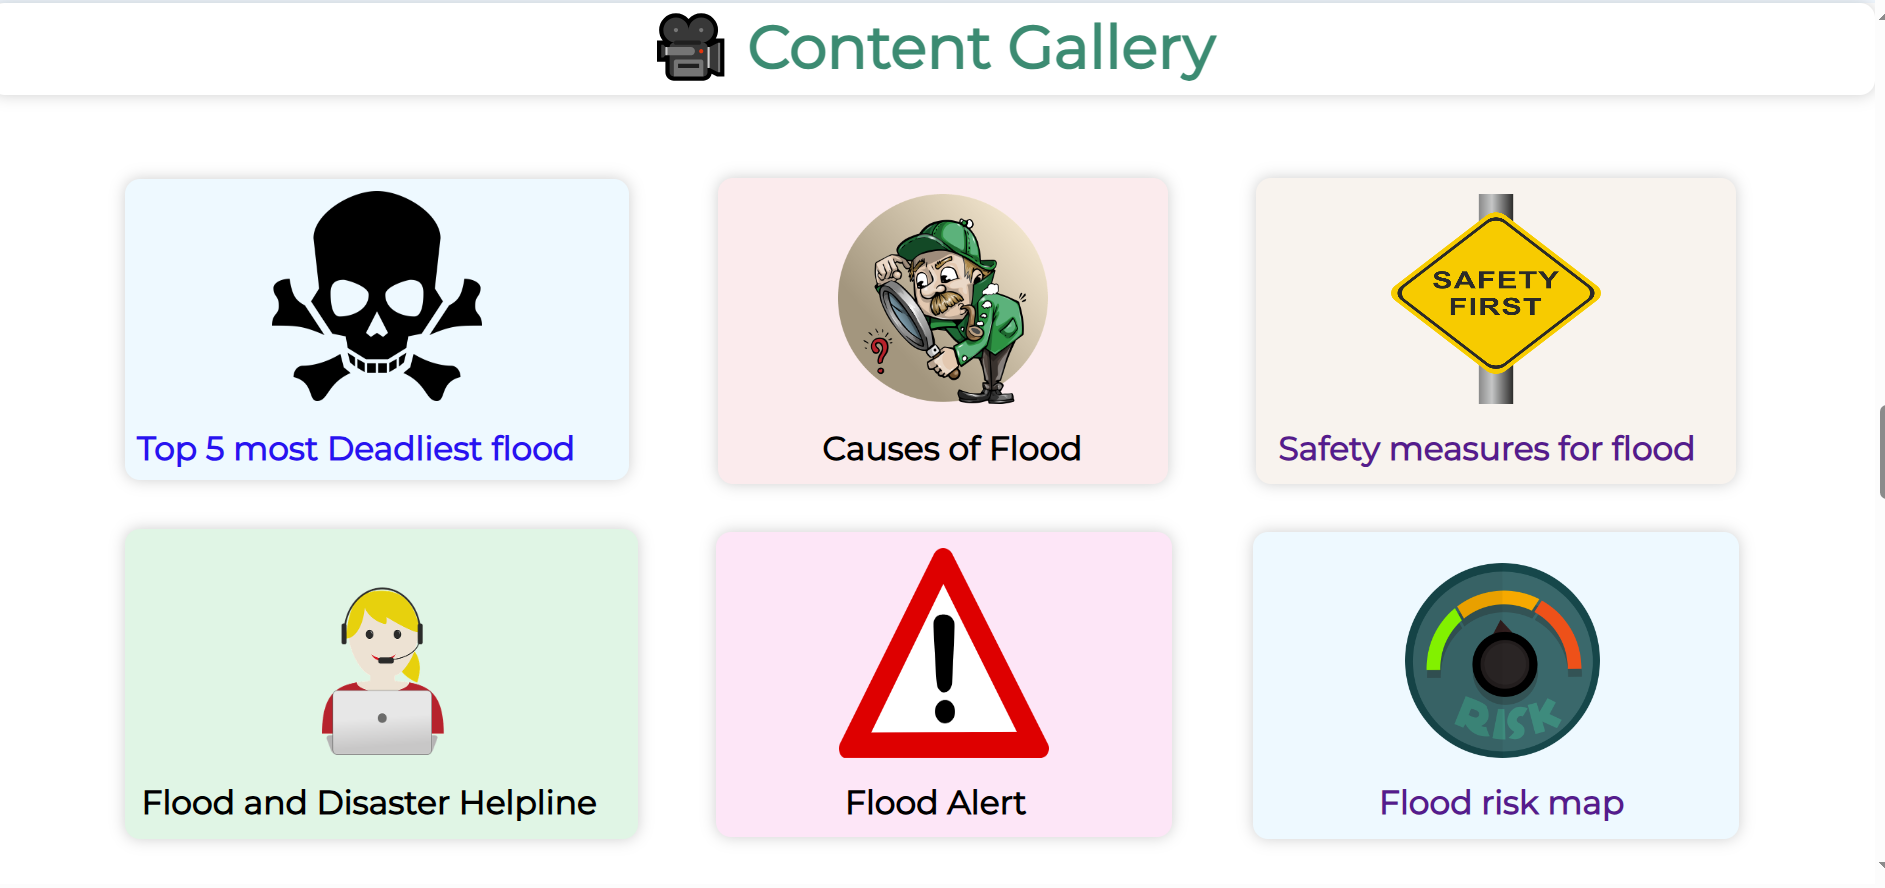 Content Gallery
SAFETY
FIRST
Top 5 most Deadliest flood
Causes of Flood
Safety measures for flood
RISK
Flood and Disaster Helpline
Flood Alert
Flood risk map